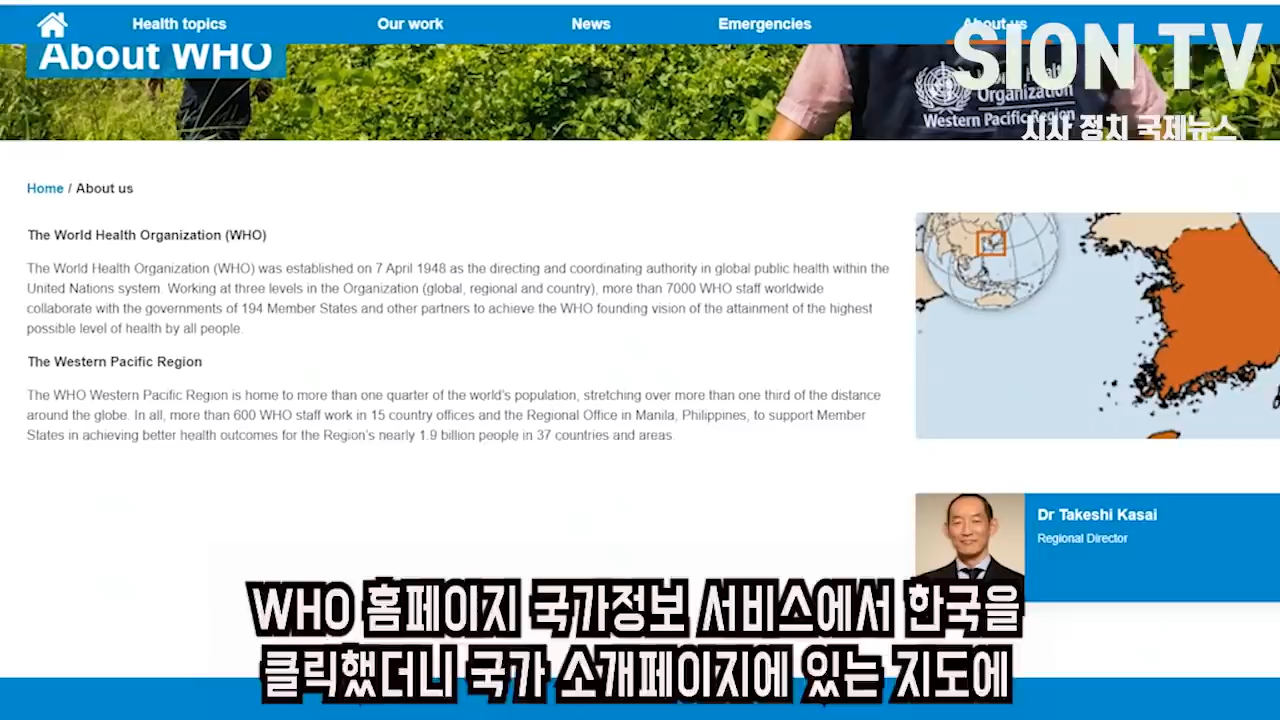 Health topics
Our work
News
Emergencies
About us
SION TV
About WHO
World Health
Organization
Western Pacific Region
시사 정치 국제뉴스
Home / About us
The World Health Organization (WHO)
The World Health Organization (WHO) was established on 7 April 1948 as the directing and coordinating authority in global public health within the
United Nations system. Working at three levels in the Organization (global, regional and country), more than 7000 WHO staff worldwide
collaborate with the governments of 194 Member States and other partners to achieve the WHO founding vision of the attainment of the highest
possible level of health by all people.
The Western Pacific Region
The WHO Western Pacific Region is home to more than one quarter of the world's population, stretching over more than one third of the distance
around the globe. In all, more than 600 WHO staff work in 15 country offices and the Regional Office in Manila, Philippines, to support Member
States in achieving better health outcomes for the Region's nearly 1.9 billion people in 37 countries and areas.
Dr Takeshi Kasai
Regional Director
WHO 홈페이지 국가정보 서비스에서 한국을
클릭했더니 국가 소개페이지에 있는 지도에